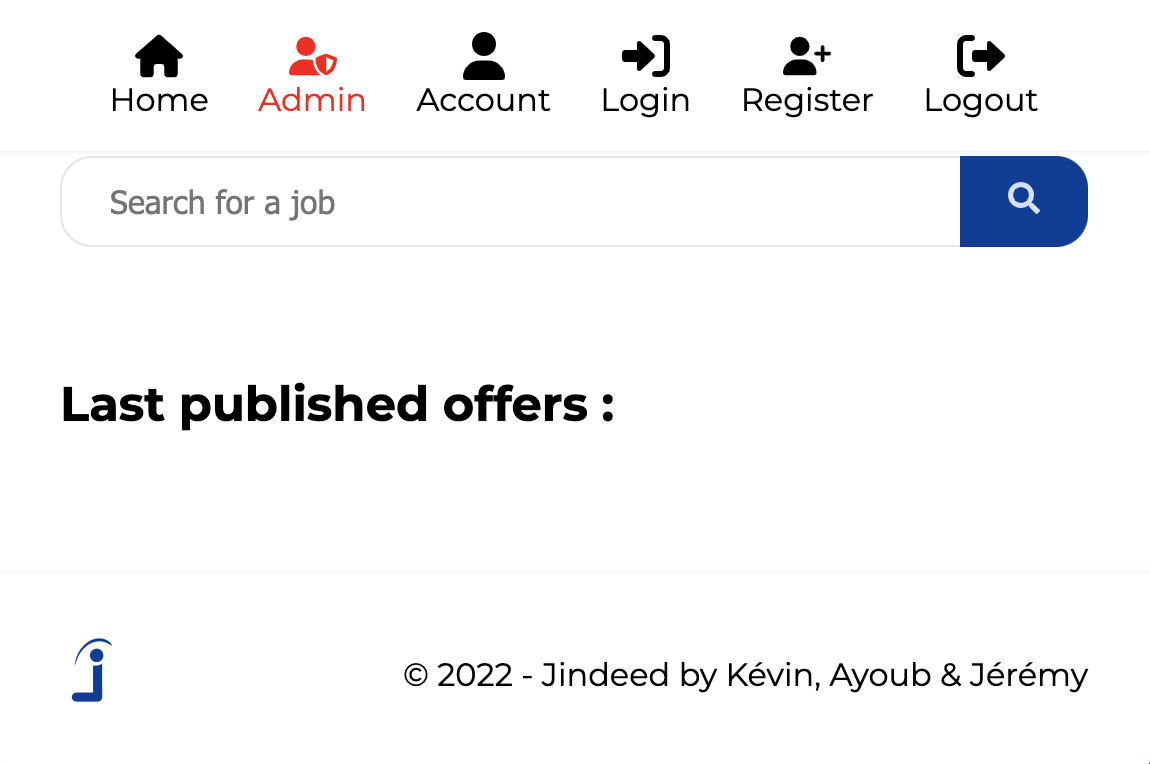 Home Admin Account Login Register Logout
Search for a job
Last published offers :
© 2022 - Jindeed by Kévin, Ayoub & Jérémy